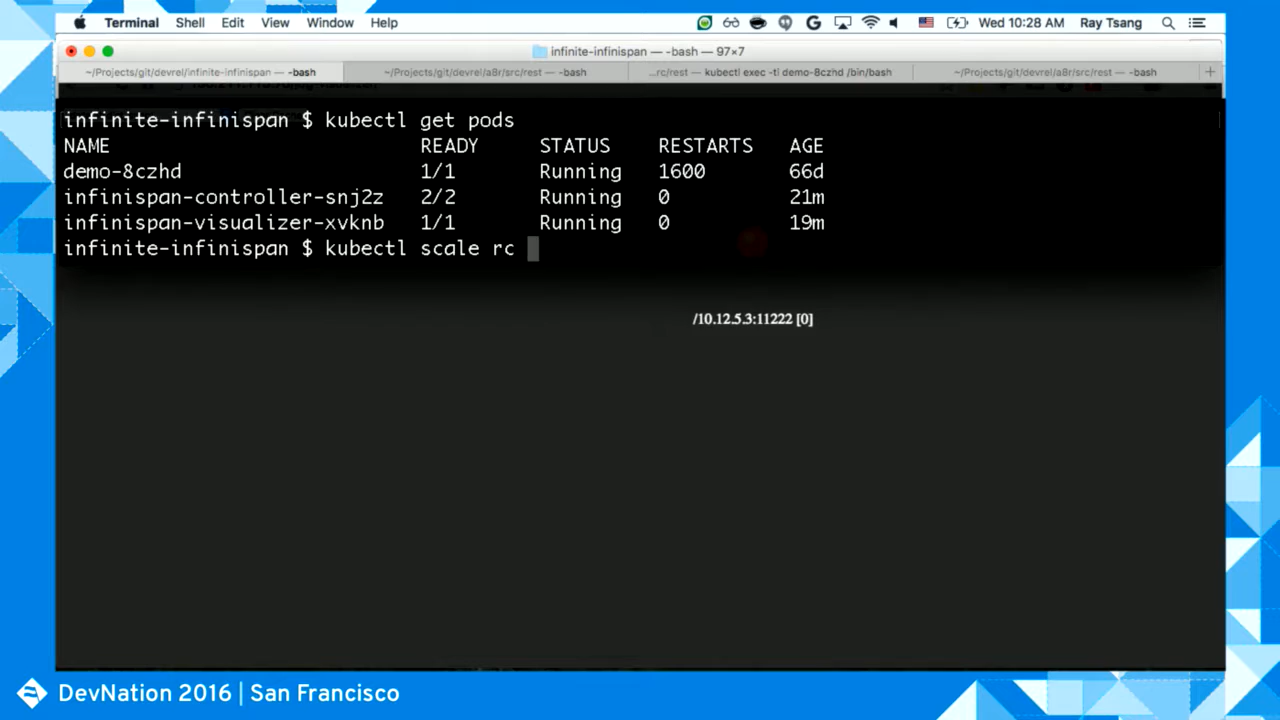 Terminal Shell Edit View Window Help Wed 10:28 AM Ray Tsang
infinite-infinispan — -bash — 97×7
~/Projects/git/devrel/infinite-infinispan — -bash ~/Projects/git/devrel/a8r/src/rest — -bash ...rc/rest — kubectl exec -ti demo-8czhd /bin/bash ~/Projects/git/devrel/a8r/src/rest — -bash
infinite-infinispan $ kubectl get pods
NAME READY STATUS RESTARTS AGE
demo-8czhd 1/1 Running 1600 66d
infinispan-controller-snj2z 2/2 Running 0 21m
infinispan-visualizer-xvknb 1/1 Running 0 19m
infinite-infinispan $ kubectl scale rc
/10.12.5.3:11222 [0]
DevNation 2016 | San Francisco